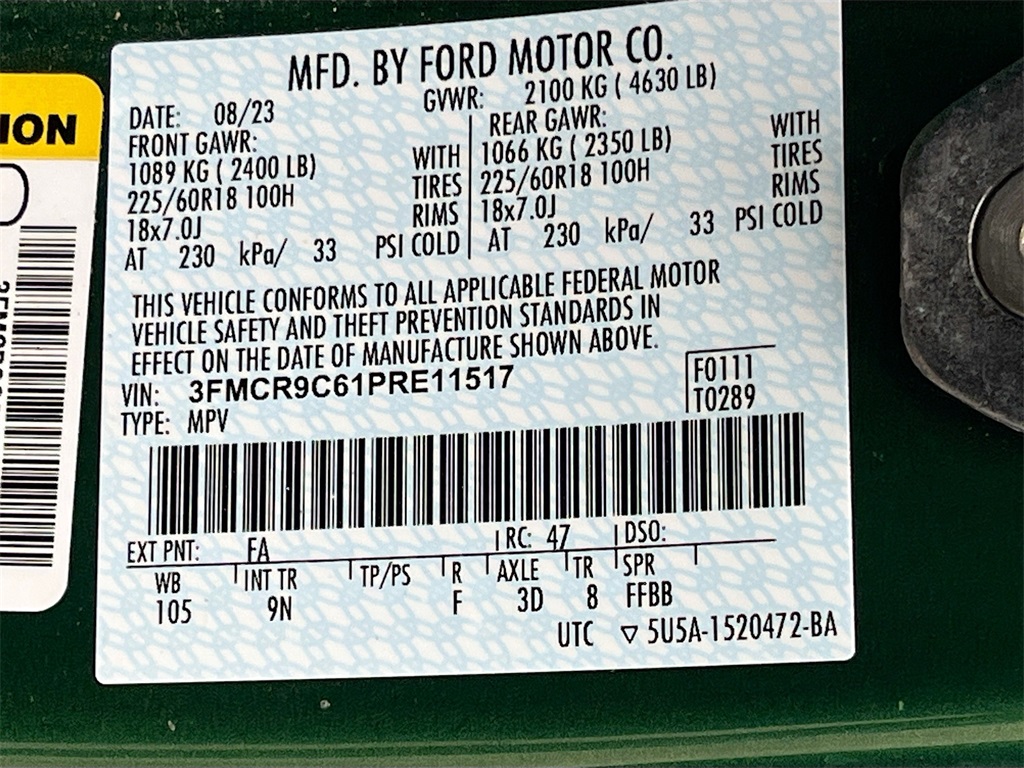 ION
MFD. BY FORD MOTOR CO.
DATE: 08/23 GVWR: 2100 KG ( 4630 LB)
FRONT GAWR: REAR GAWR:
1089 KG ( 2400 LB) WITH 1066 KG ( 2350 LB) WITH
225/60R18 100H TIRES 225/60R18 100H TIRES
18x7.0J RIMS 18x7.0J RIMS
AT 230 kPa/ 33 PSI COLD AT 230 kPa/ 33 PSI COLD
THIS VEHICLE CONFORMS TO ALL APPLICABLE FEDERAL MOTOR
VEHICLE SAFETY AND THEFT PREVENTION STANDARDS IN
EFFECT ON THE DATE OF MANUFACTURE SHOWN ABOVE.
VIN: 3FMCR9C61PRE11517 F0111
TYPE: MPV T0289
EXT PNT: FA RC: 47 DSO:
WB INT TR TP/PS R AXLE TR SPR
105 9N F 3D 8 FFBB
UTC ▽ 5U5A-1520472-BA